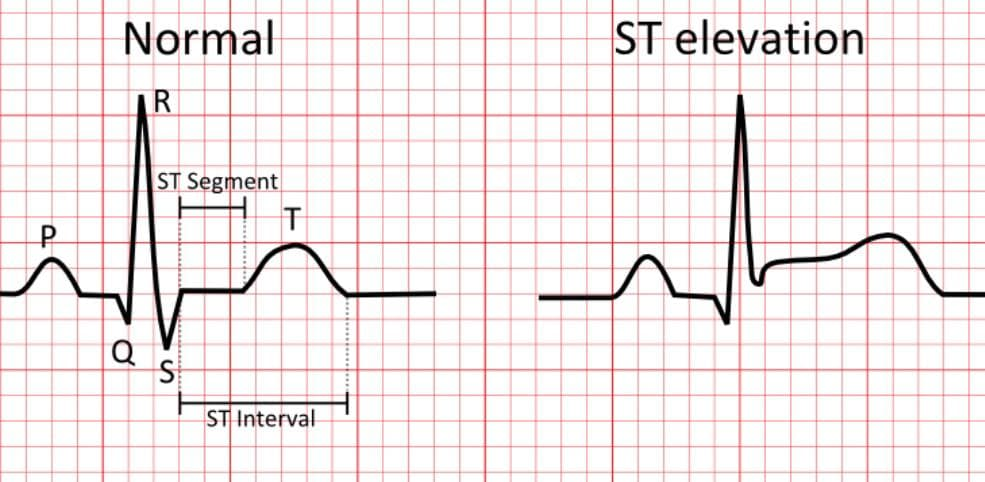 Normal
ST elevation
R
ST Segment
P
T
Q
S
ST Interval